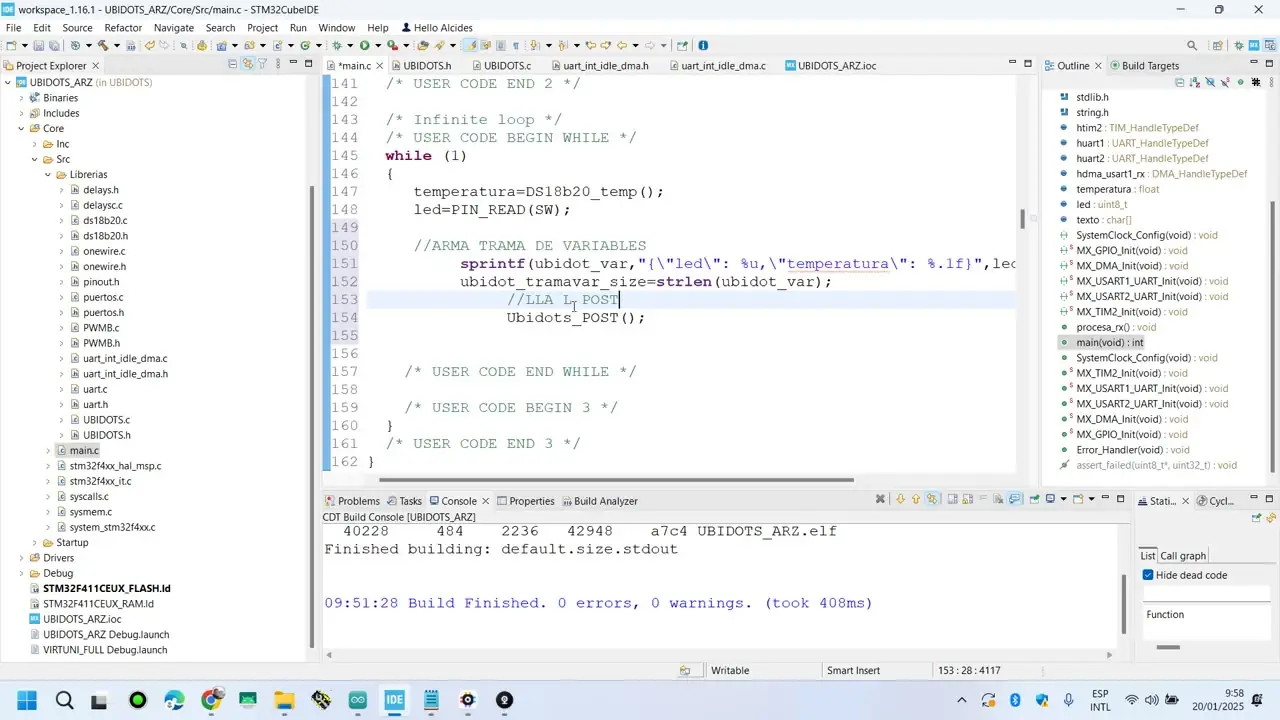 workspace_1.16.1 - UBIDOTS_ARZ/Core/Src/main.c - STM32CubeIDE
File Edit Source Refactor Navigate Search Project Run Window Help Hello Alcides
Project Explorer
UBIDOTS_ARZ (in UBIDOTS)
Binaries
Includes
Core
Inc
Src
Librerias
delays.h
delaysc.c
ds18b20.c
ds18b20.h
onewire.c
onewire.h
pinout.h
puertos.c
puertos.h
PWMB.c
PWMB.h
uart_int_idle_dma.c
uart_int_idle_dma.h
uart.c
uart.h
UBIDOTS.c
UBIDOTS.h
main.c
stm32f4xx_hal_msp.c
stm32f4xx_it.c
syscalls.c
sysmem.c
system_stm32f4xx.c
Startup
Drivers
Debug
STM32F411CEUX_FLASH.ld
STM32F411CEUX_RAM.ld
UBIDOTS_ARZ.ioc
UBIDOTS_ARZ Debug.launch
VIRTUNI_FULL Debug.launch
*main.c UBIDOTS.h UBIDOTS.c uart_int_idle_dma.h uart_int_idle_dma.c UBIDOTS_ARZ.ioc
141 /* USER CODE END 2 */
142
143 /* Infinite loop */
144 /* USER CODE BEGIN WHILE */
145 while (1)
146 {
147 temperatura=DS18b20_temp();
148 led=PIN_READ(SW);
149
150 //ARMA TRAMA DE VARIABLES
151 sprintf(ubidot_var,"{\"led\": %u,\"temperatura\": %.1f}",led
152 ubidot_tramavar_size=strlen(ubidot_var);
153 //LLA L POST
154 Ubidots_POST();
155
156
157 /* USER CODE END WHILE */
158
159 /* USER CODE BEGIN 3 */
160 }
161 /* USER CODE END 3 */
162 }
Outline Build Targets
stdlib.h
string.h
htim2 : TIM_HandleTypeDef
huart1 : UART_HandleTypeDef
huart2 : UART_HandleTypeDef
hdma_usart1_rx : DMA_HandleTypeDef
temperatura : float
led : uint8_t
texto : char[]
SystemClock_Config(void) : void
MX_GPIO_Init(void) : void
MX_DMA_Init(void) : void
MX_USART1_UART_Init(void) : void
MX_USART2_UART_Init(void) : void
MX_TIM2_Init(void) : void
procesa_rx() : void
main(void) : int
SystemClock_Config(void) : void
MX_TIM2_Init(void) : void
MX_USART1_UART_Init(void) : void
MX_USART2_UART_Init(void) : void
MX_DMA_Init(void) : void
MX_GPIO_Init(void) : void
Error_Handler(void) : void
assert_failed(uint8_t*, uint32_t) : void
Problems Tasks Console Properties Build Analyzer
CDT Build Console [UBIDOTS_ARZ]
40228 484 2236 42948 a7c4 UBIDOTS_ARZ.elf
Finished building: default.size.stdout
09:51:28 Build Finished. 0 errors, 0 warnings. (took 408ms)
Stati... Cycl...
List Call graph
Hide dead code
Function
Writable Smart Insert 153 : 28 : 4117
IDE
ESP
INTL
9:58
20/01/2025